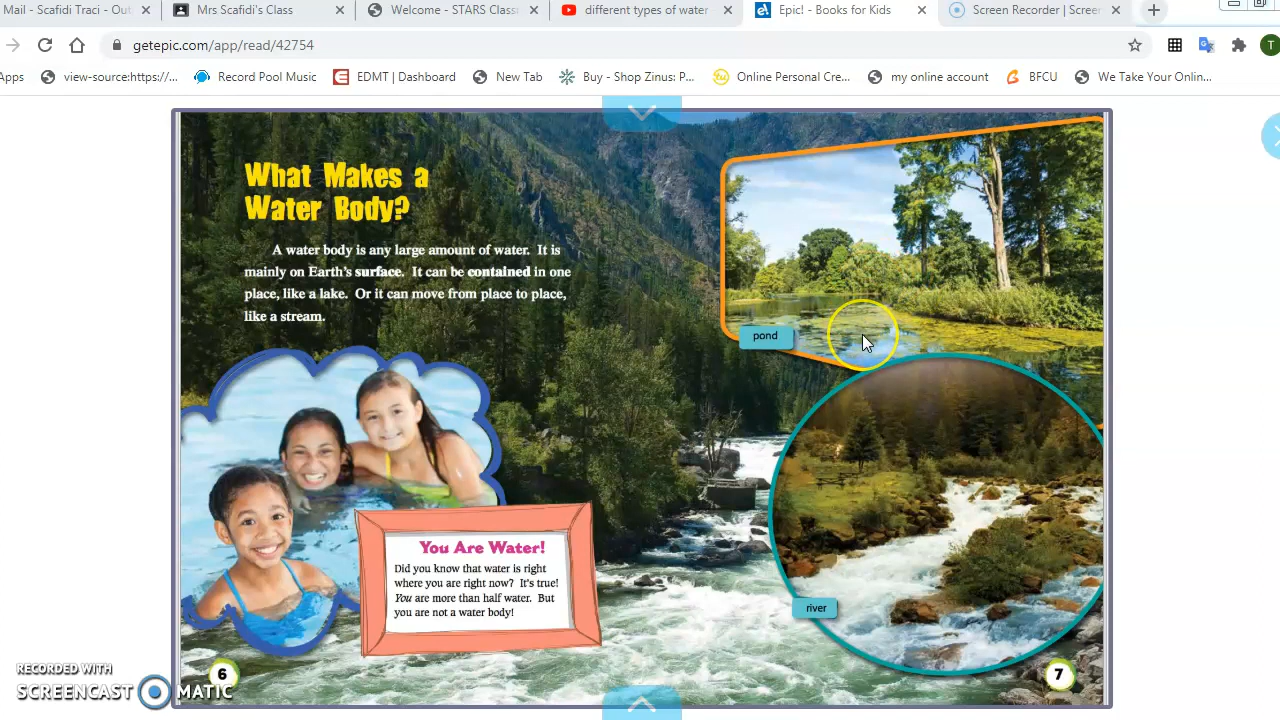 Mail - Scafidi Traci - Out
Mrs Scafidi's Class
Welcome - STARS Class
different types of water
Epic! - Books for Kids
Screen Recorder | Scree
getepic.com/app/read/42754
T
Apps
view-source:https://...
Record Pool Music
EDMT | Dashboard
New Tab
Buy - Shop Zinus: P...
Online Personal Cre...
my online account
BFCU
We Take Your Onlin...
What Makes a
Water Body?
A water body is any large amount of water. It is
mainly on Earth's surface. It can be contained in one
place, like a lake. Or it can move from place to place,
like a stream.
pond
You Are Water!
Did you know that water is right
where you are right now? It's true!
You are more than half water. But
you are not a water body!
river
6
7
RECORDED WITH
SCREENCAST MATIC